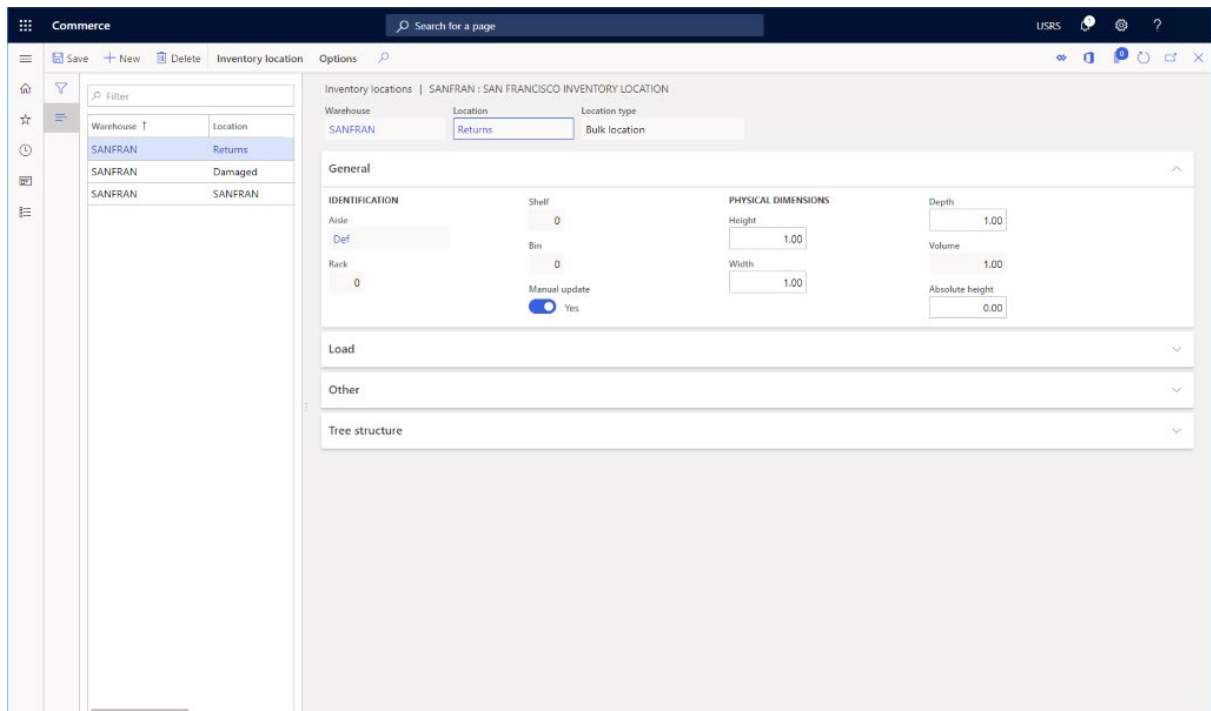 Commerce
Search for a page
USRS
1
?
Save
New
Delete
Inventory location
Options
0
Filter
Warehouse
Location
SANFRAN
Returns
SANFRAN
Damaged
SANFRAN
SANFRAN
Inventory locations | SANFRAN : SAN FRANCISCO INVENTORY LOCATION
Warehouse
Location
Location type
SANFRAN
Returns
Bulk location
General
IDENTIFICATION
Aisle
Def
Rack
0
Shelf
0
Bin
0
Manual update
Yes
PHYSICAL DIMENSIONS
Height
1.00
Width
1.00
Depth
1.00
Volume
1.00
Absolute height
0.00
Load
Other
Tree structure